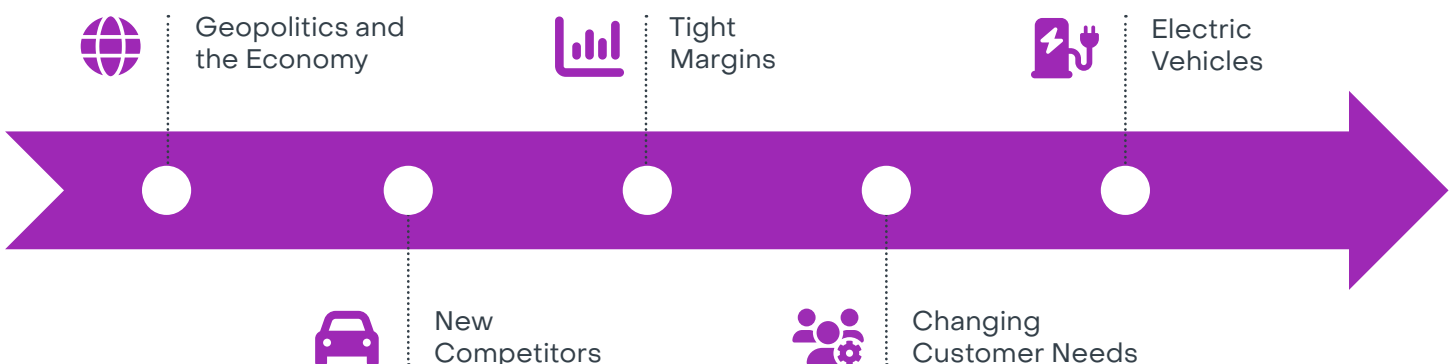 Geopolitics and
the Economy
Tight
Margins
Electric
Vehicles
New
Competitors
Changing
Customer Needs